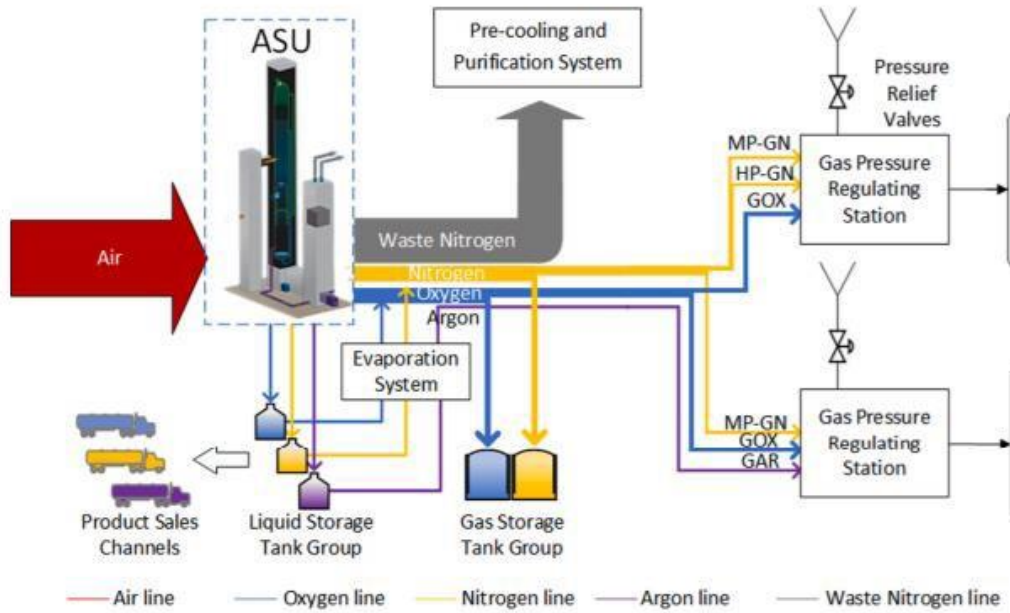 ASU
Pre-cooling and
Purification System
Pressure
Relief
Valves
MP-GN
HP-GN
GOX
Gas Pressure
Regulating
Station
Air
Waste Nitrogen
Nitrogen
Oxygen
Argon
Evaporation
System
MP-GN
GOX
GAR
Gas Pressure
Regulating
Station
Product Sales
Channels
Liquid Storage
Tank Group
Gas Storage
Tank Group
Air line
Oxygen line
Nitrogen line
Argon line
Waste Nitrogen line